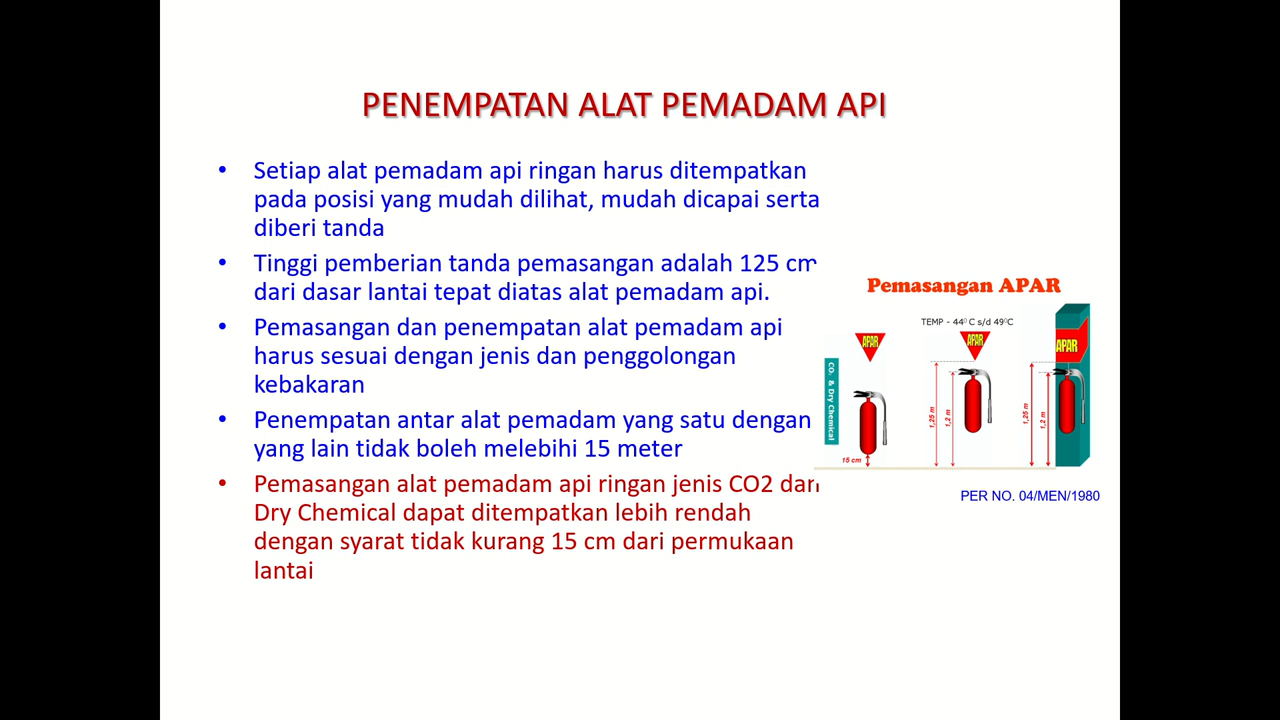 PENEMPATAN ALAT PEMADAM API
• Setiap alat pemadam api ringan harus ditempatkan
pada posisi yang mudah dilihat, mudah dicapai serta
diberi tanda
• Tinggi pemberian tanda pemasangan adalah 125 cm
dari dasar lantai tepat diatas alat pemadam api.
• Pemasangan dan penempatan alat pemadam api
harus sesuai dengan jenis dan penggolongan
kebakaran
• Penempatan antar alat pemadam yang satu dengan
yang lain tidak boleh melebihi 15 meter
• Pemasangan alat pemadam api ringan jenis CO2 dan
Dry Chemical dapat ditempatkan lebih rendah
dengan syarat tidak kurang 15 cm dari permukaan
lantai
Pemasangan APAR
TEMP - 44⁰ C s/d 49⁰C
APAR
APAR
APAR
CO₂ & Dry Chemical
1,25 m
1,2 m
1,25 m
1,2 m
15 cm
PER NO. 04/MEN/1980